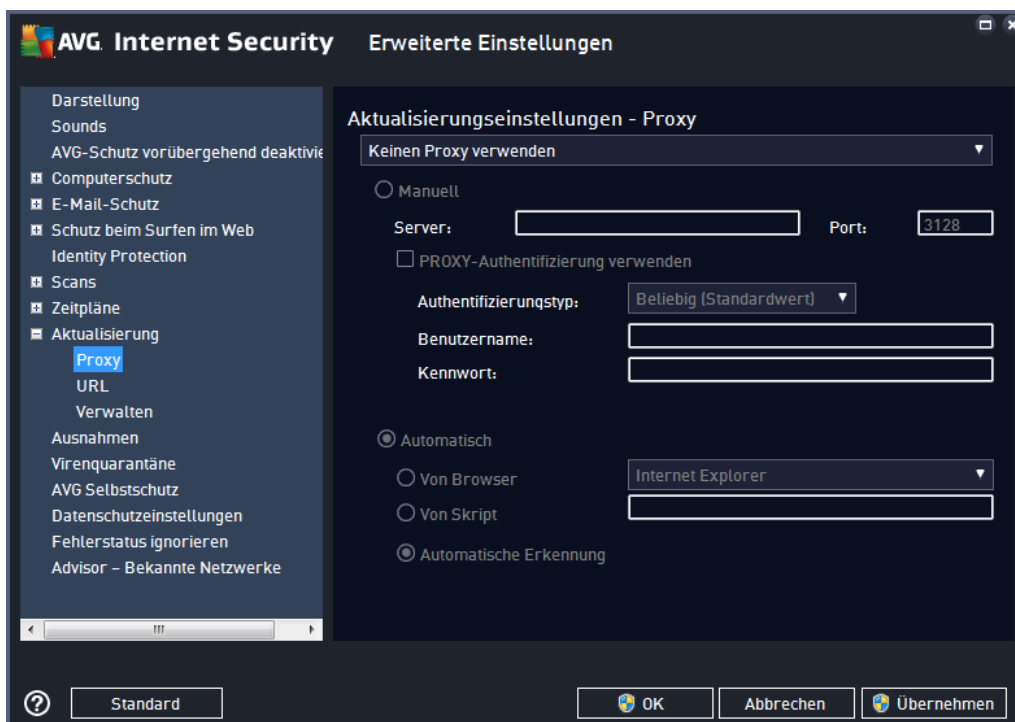 AVG Internet Security Erweiterte Einstellungen
Darstellung
Sounds
AVG-Schutz vorübergehend deaktivie
Computerschutz
E-Mail-Schutz
Schutz beim Surfen im Web
Identity Protection
Scans
Zeitpläne
Aktualisierung
Proxy
URL
Verwalten
Ausnahmen
Virenquarantäne
AVG Selbstschutz
Datenschutzeinstellungen
Fehlerstatus ignorieren
Advisor – Bekannte Netzwerke
Aktualisierungseinstellungen - Proxy
Keinen Proxy verwenden
Manuell
Server: Port: 3128
PROXY-Authentifizierung verwenden
Authentifizierungstyp: Beliebig (Standardwert)
Benutzername:
Kennwort:
Automatisch
Von Browser Internet Explorer
Von Skript
Automatische Erkennung
? Standard OK Abbrechen Übernehmen